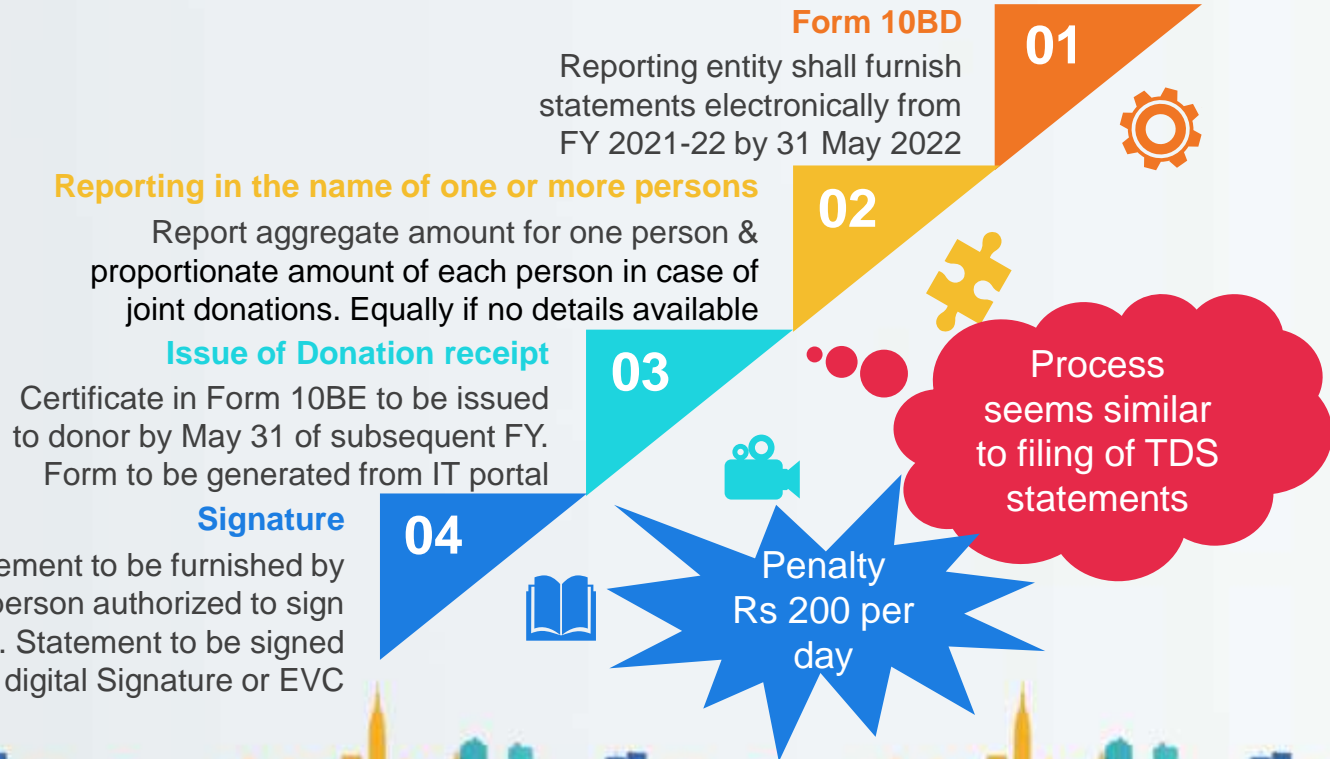 Form 10BD
01
Reporting entity shall furnish
statements electronically from
FY 2021-22 by 31 May 2022
Reporting in the name of one or more persons
02
Report aggregate amount for one person &
proportionate amount of each person in case of
joint donations. Equally if no details available
Issue of Donation receipt
03
Certificate in Form 10BE to be issued
to donor by May 31 of subsequent FY.
Form to be generated from IT portal
Signature
04
ement to be furnished by
person authorized to sign
. Statement to be signed
digital Signature or EVC
Process
seems similar
to filing of TDS
statements
Penalty
Rs 200 per
day